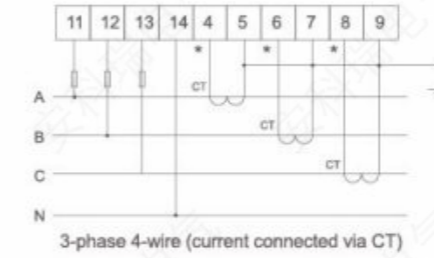 11 12 13 14 4 5 6 7 8 9
* * *
A CT
B CT
C CT
N
3-phase 4-wire (current connected via CT)